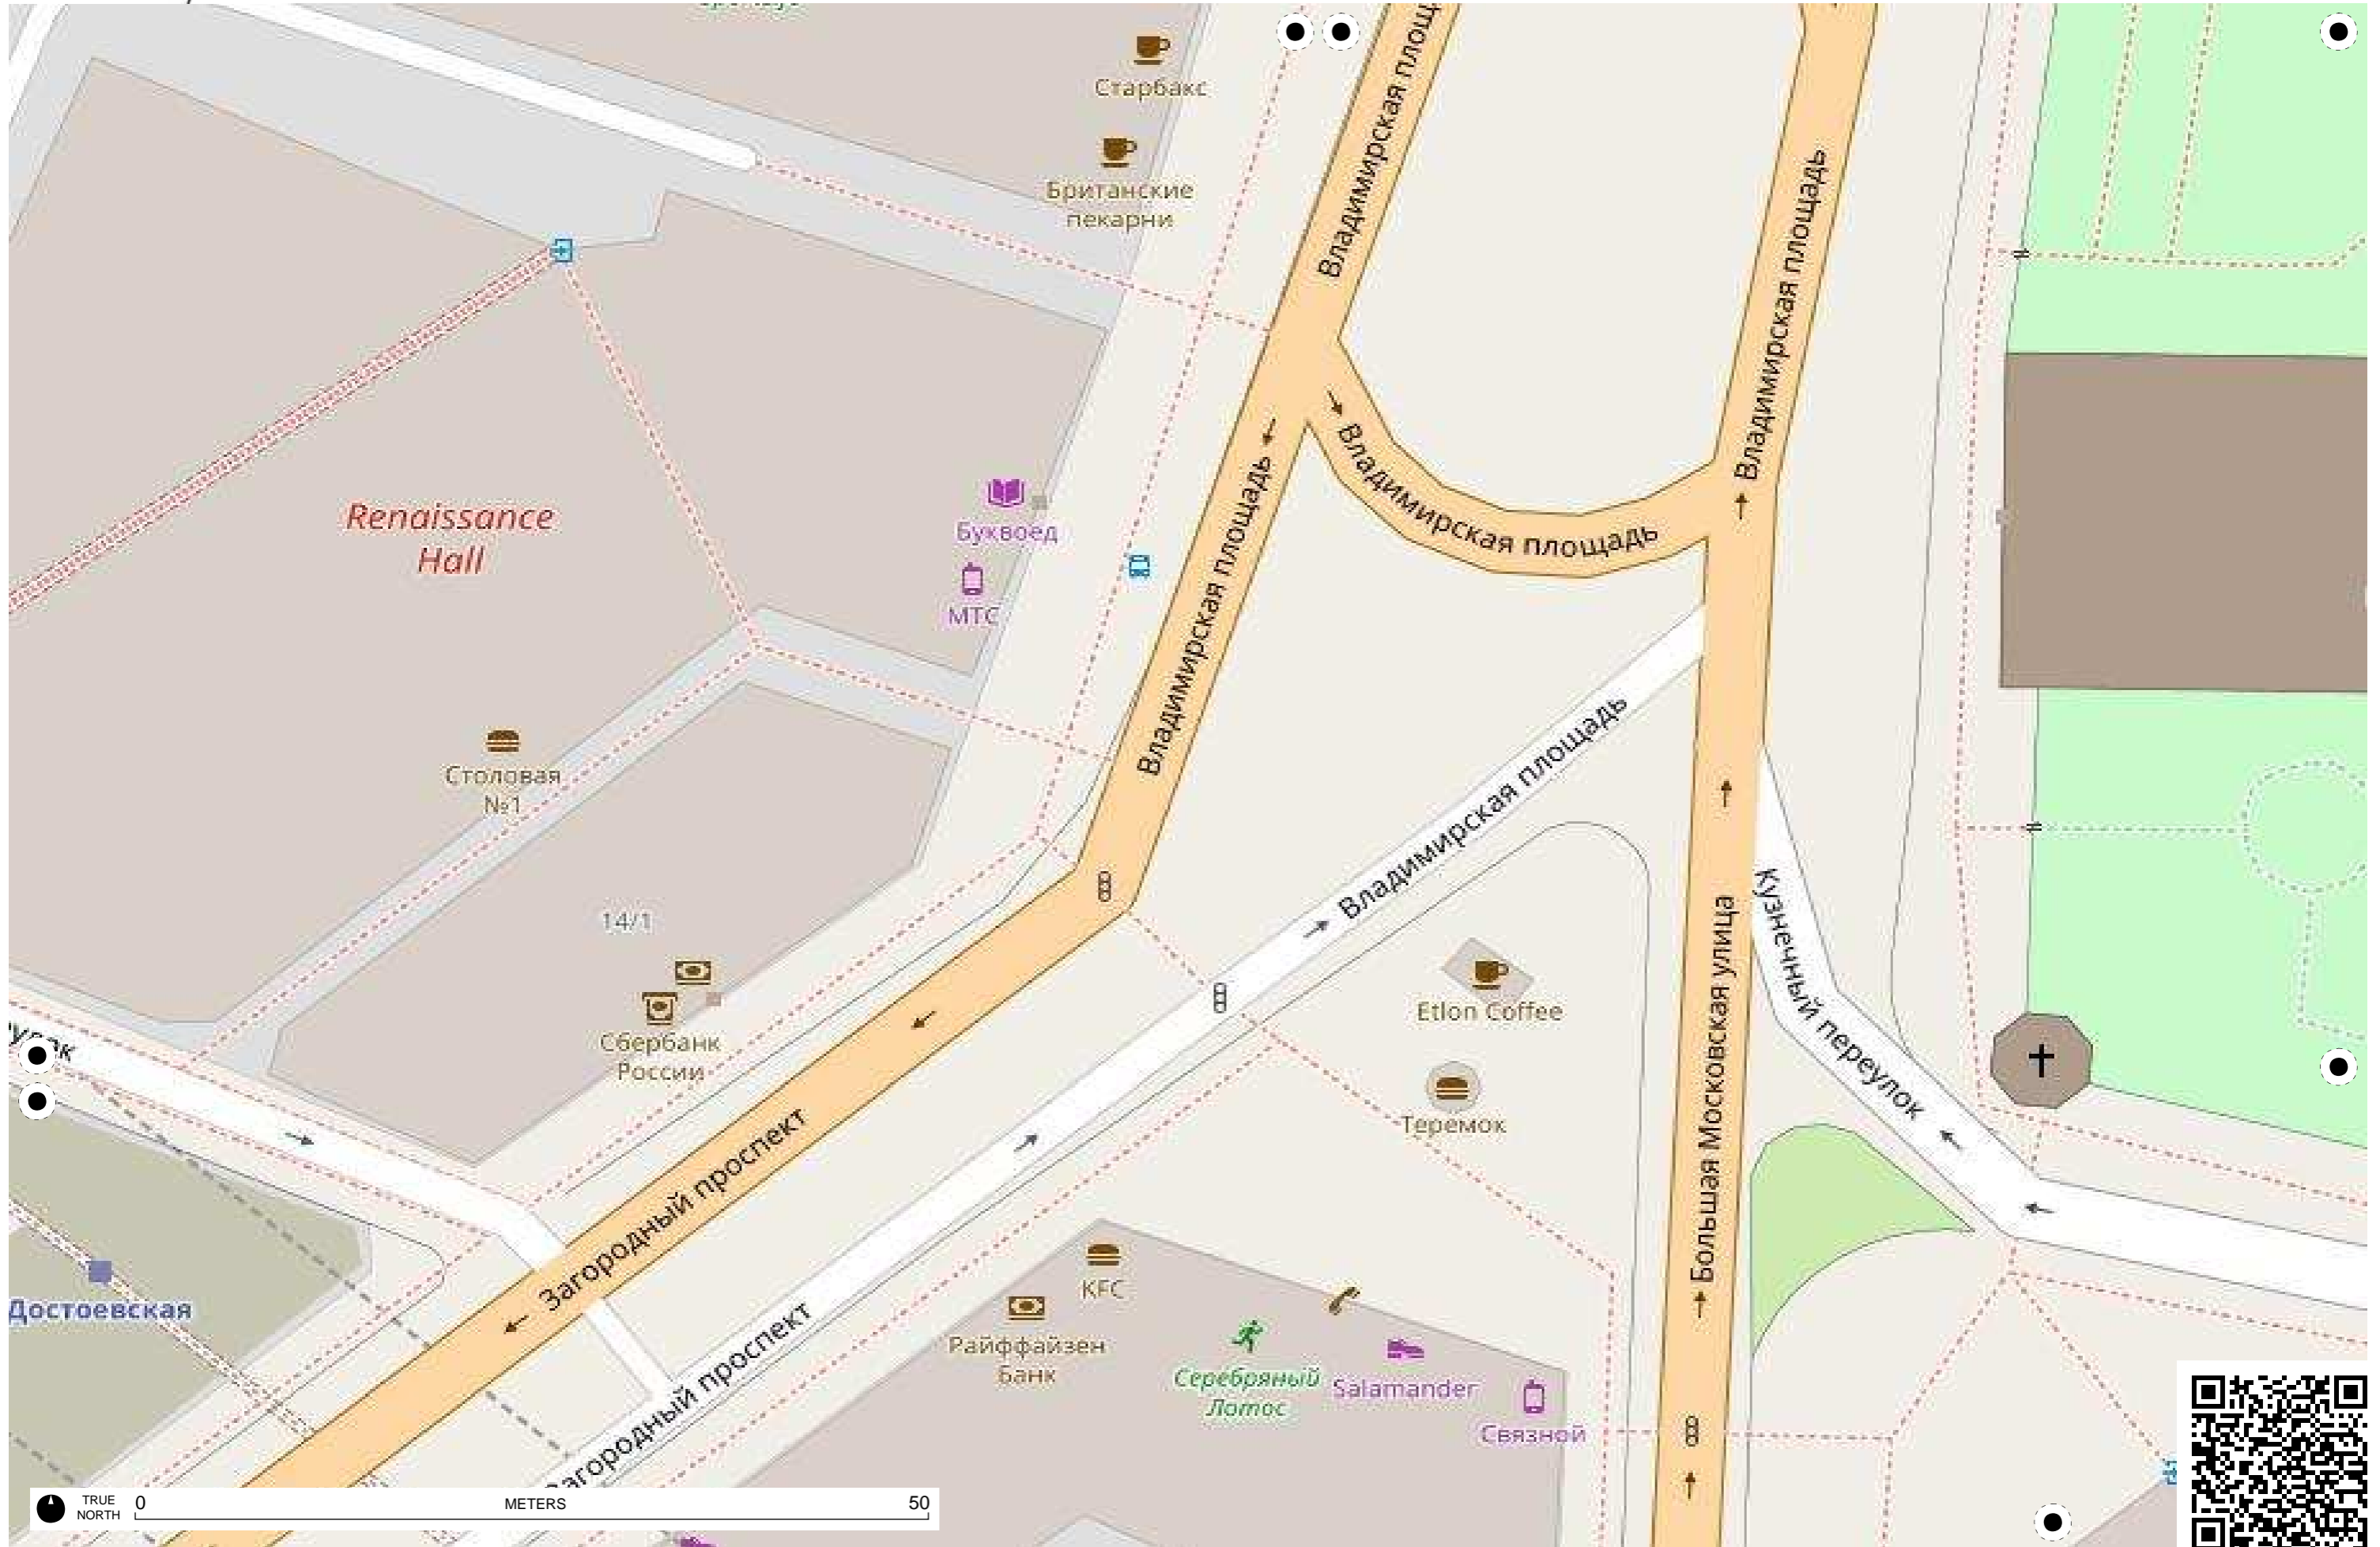 Старбакс
Британские
пекарни
Владимирская
Владимирская площадь
Renaissance
Hall
Буквоед
МТС
Владимирская площадь
Владимирская площадь
Столовая
№1
Владимирская площадь
14/1
Сбербанк
России
Etlon Coffee
Теремок
Кузнечный переулок
Большая Московская улица
Загородный проспект
Достоевская
KFC
Райффайзен
Банк
Серебряный
Лотос
Salamander
Связной
Загородный проспект
TRUE
NORTH
0
METERS
50